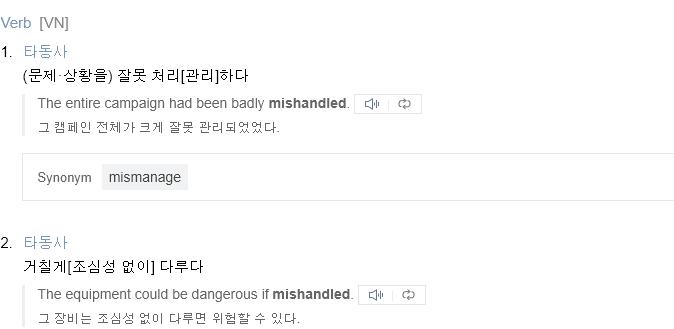 Verb [VN]
1. 타동사
(문제·상황을) 잘못 처리[관리]하다
The entire campaign had been badly mishandled.
그 캠페인 전체가 크게 잘못 관리되었었다.
Synonym mismanage
2. 타동사
거칠게[조심성 없이] 다루다
The equipment could be dangerous if mishandled.
그 장비는 조심성 없이 다루면 위험할 수 있다.